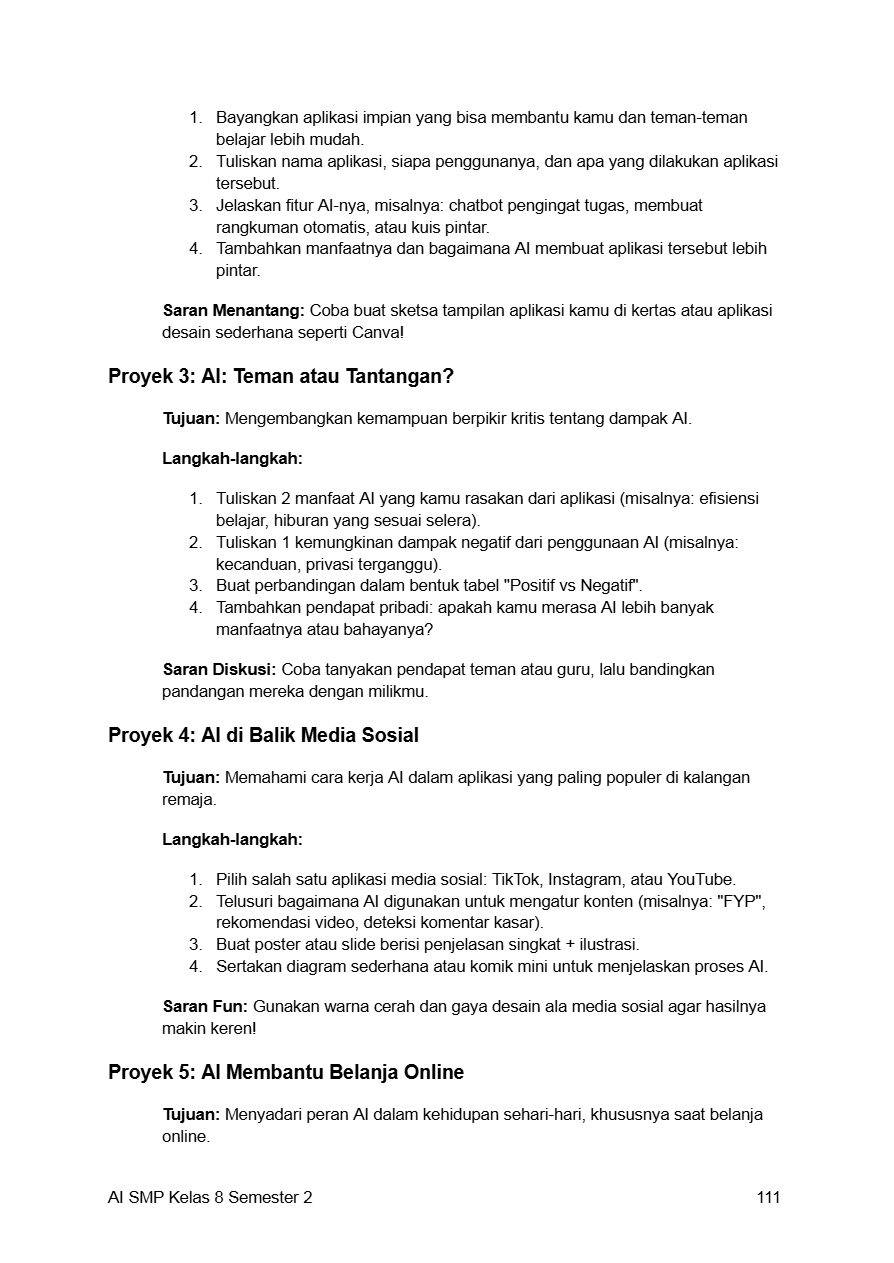 1. Bayangkan aplikasi impian yang bisa membantu kamu dan teman-teman
belajar lebih mudah.
2. Tuliskan nama aplikasi, siapa penggunanya, dan apa yang dilakukan aplikasi
tersebut.
3. Jelaskan fitur AI-nya, misalnya: chatbot pengingat tugas, membuat
rangkuman otomatis, atau kuis pintar.
4. Tambahkan manfaatnya dan bagaimana AI membuat aplikasi tersebut lebih
pintar.
Saran Menantang: Coba buat sketsa tampilan aplikasi kamu di kertas atau aplikasi
desain sederhana seperti Canva!
Proyek 3: AI: Teman atau Tantangan?
Tujuan: Mengembangkan kemampuan berpikir kritis tentang dampak AI.
Langkah-langkah:
1. Tuliskan 2 manfaat AI yang kamu rasakan dari aplikasi (misalnya: efisiensi
belajar, hiburan yang sesuai selera).
2. Tuliskan 1 kemungkinan dampak negatif dari penggunaan AI (misalnya:
kecanduan, privasi terganggu).
3. Buat perbandingan dalam bentuk tabel "Positif vs Negatif".
4. Tambahkan pendapat pribadi: apakah kamu merasa AI lebih banyak
manfaatnya atau bahayanya?
Saran Diskusi: Coba tanyakan pendapat teman atau guru, lalu bandingkan
pandangan mereka dengan milikmu.
Proyek 4: AI di Balik Media Sosial
Tujuan: Memahami cara kerja AI dalam aplikasi yang paling populer di kalangan
remaja.
Langkah-langkah:
1. Pilih salah satu aplikasi media sosial: TikTok, Instagram, atau YouTube.
2. Telusuri bagaimana AI digunakan untuk mengatur konten (misalnya: "FYP",
rekomendasi video, deteksi komentar kasar).
3. Buat poster atau slide berisi penjelasan singkat + ilustrasi.
4. Sertakan diagram sederhana atau komik mini untuk menjelaskan proses AI.
Saran Fun: Gunakan warna cerah dan gaya desain ala media sosial agar hasilnya
makin keren!
Proyek 5: AI Membantu Belanja Online
Tujuan: Menyadari peran AI dalam kehidupan sehari-hari, khususnya saat belanja
online.
AI SMP Kelas 8 Semester 2 111